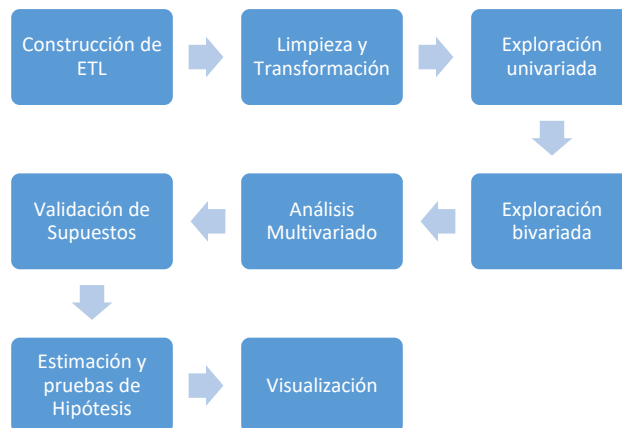 Construcción de
ETL
Limpieza y
Transformación
Exploración
univariada
Exploración
bivariada
Análisis
Multivariado
Validación de
Supuestos
Estimación y
pruebas de
Hipótesis
Visualización